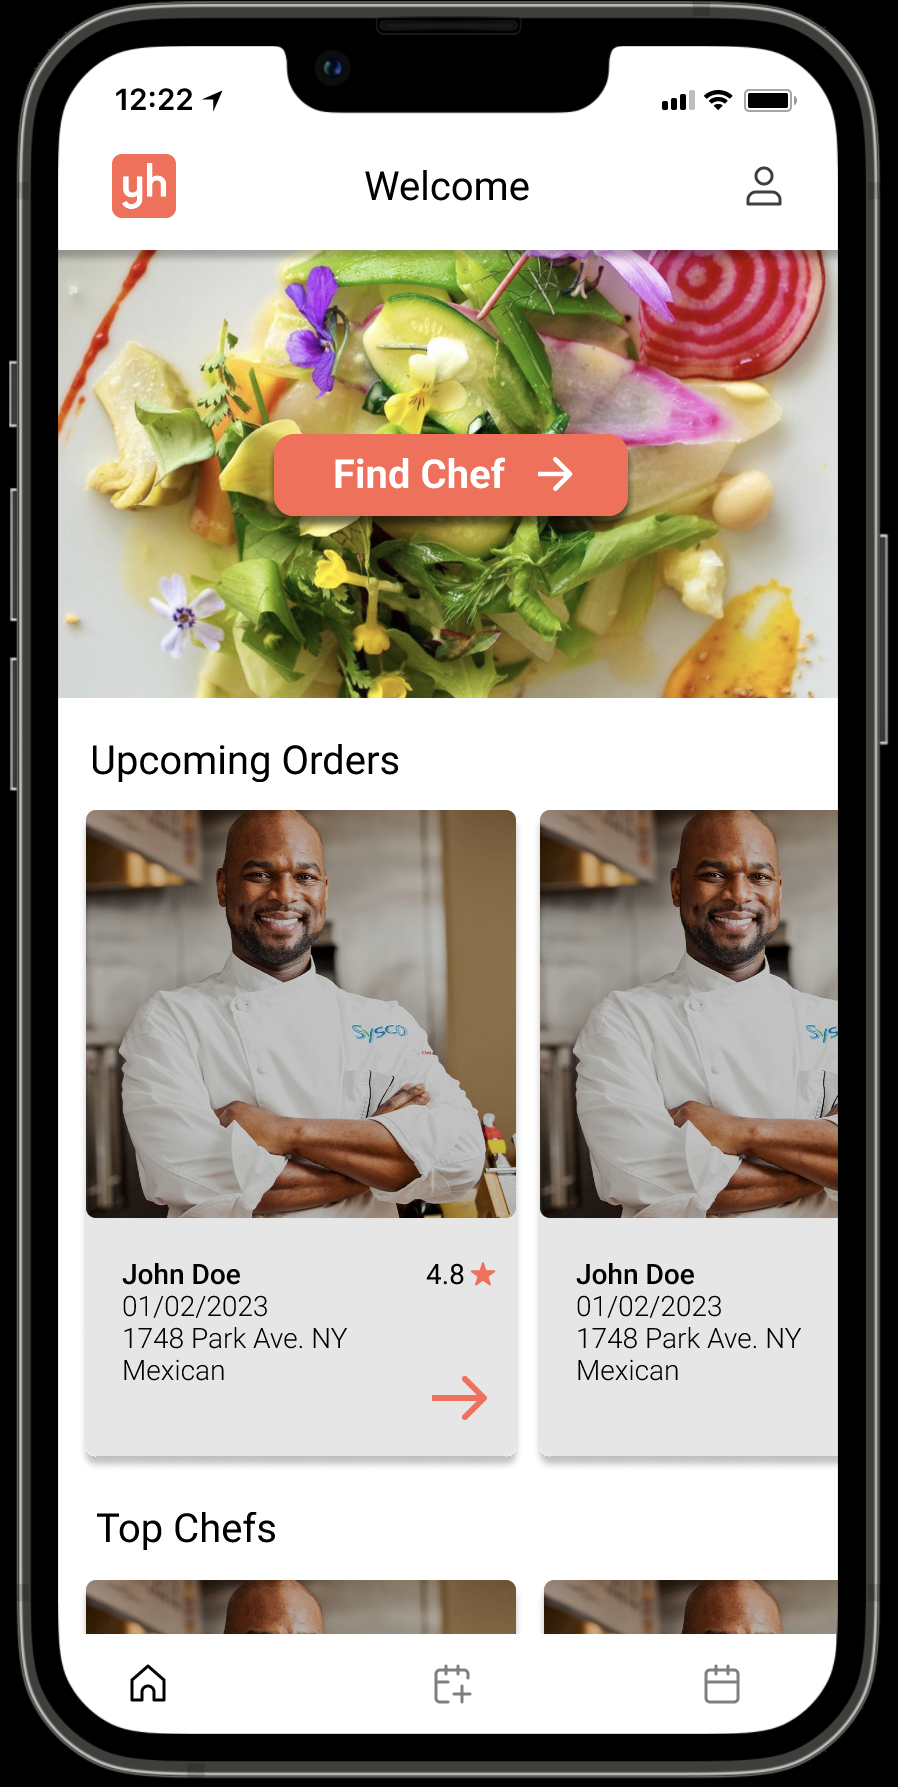 12:22
yh
Welcome
Find Chef
Upcoming Orders
Sysco
Sys
John Doe
4.8
01/02/2023
1748 Park Ave. NY
Mexican
John Doe
01/02/2023
1748 Park Ave. NY
Mexican
Top Chefs